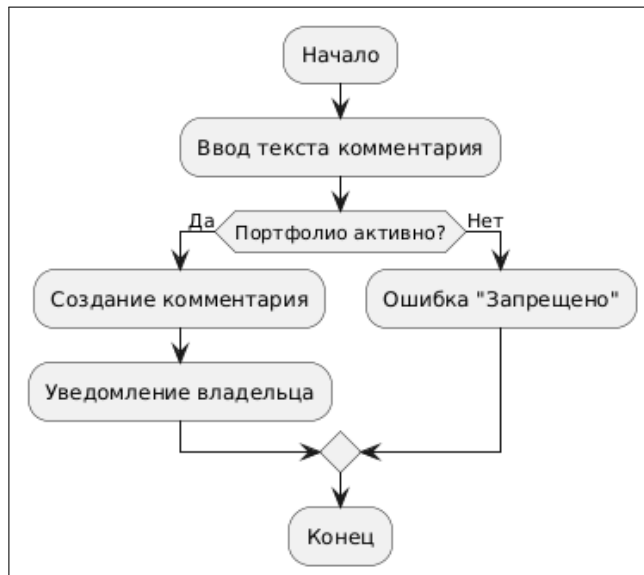 Начало
Ввод текста комментария
Да
Портфолио активно?
Нет
Создание комментария
Ошибка "Запрещено"
Уведомление владельца
Конец